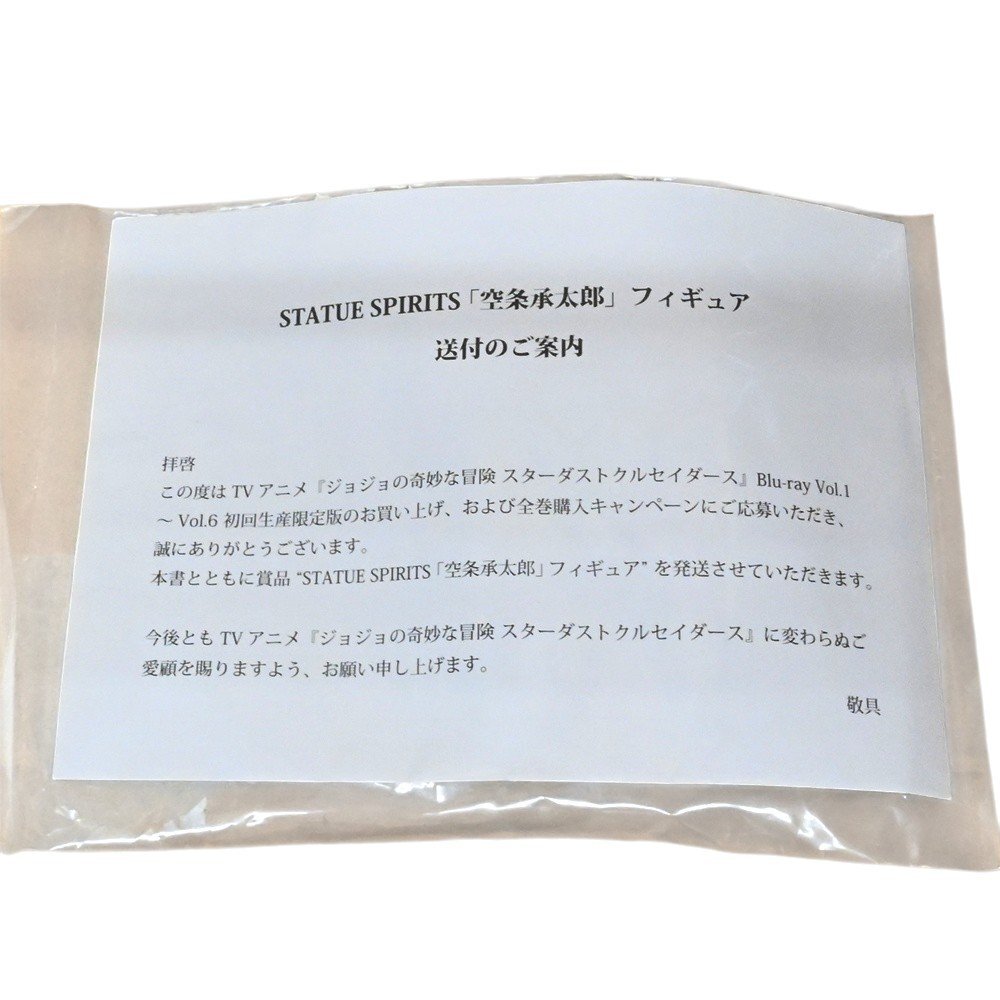 STATUE SPIRITS「空条承太郎」フィギュア
送付のご案内
拝啓
この度は TV アニメ『ジョジョの奇妙な冒険 スターダストクルセイダース』Blu-ray Vol.1
～ Vol.6 初回生産限定版のお買い上げ、および全巻購入キャンペーンにご応募いただき、
誠にありがとうございます。
本書とともに賞品 “STATUE SPIRITS「空条承太郎」フィギュア” を発送させていただきます。
今後とも TV アニメ『ジョジョの奇妙な冒険 スターダストクルセイダース』に変わらぬご
愛顧を賜りますよう、お願い申し上げます。
敬具